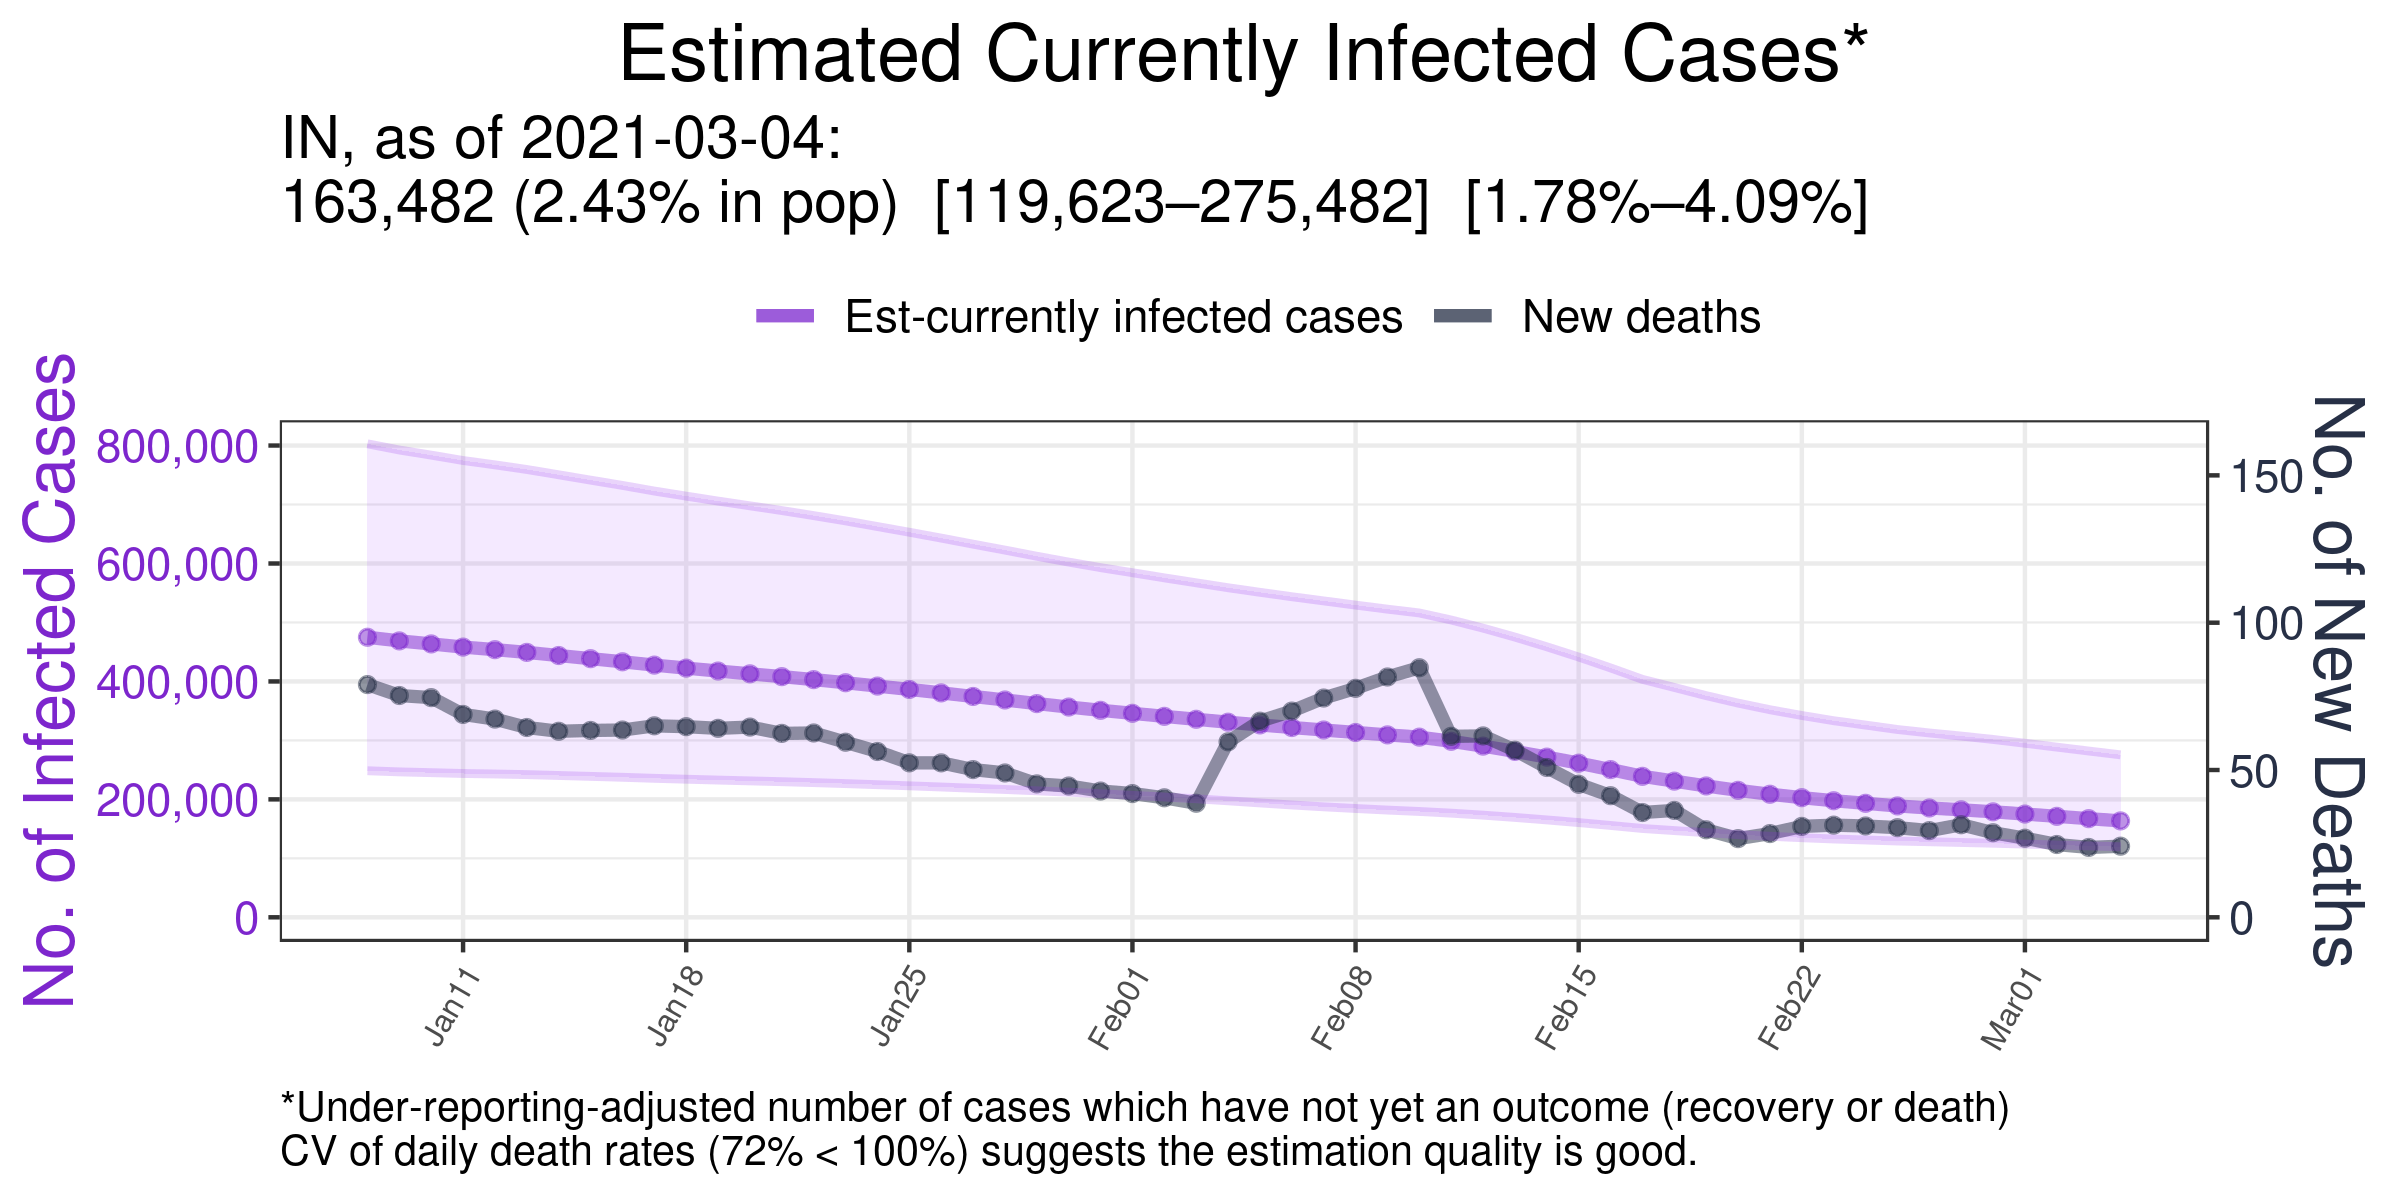 Estimated Currently Infected Cases*
IN, as of 2021-03-04:
163,482 (2.43% in pop)  [119,623–275,482]  [1.78%–4.09%]
Est-currently infected cases
New deaths
No. of Infected Cases
800,000
600,000
400,000
200,000
0
No. of New Deaths
150
100
50
0
Jan11
Jan18
Jan25
Feb01
Feb08
Feb15
Feb22
Mar01
*Under-reporting-adjusted number of cases which have not yet an outcome (recovery or death)
CV of daily death rates (72% < 100%) suggests the estimation quality is good.